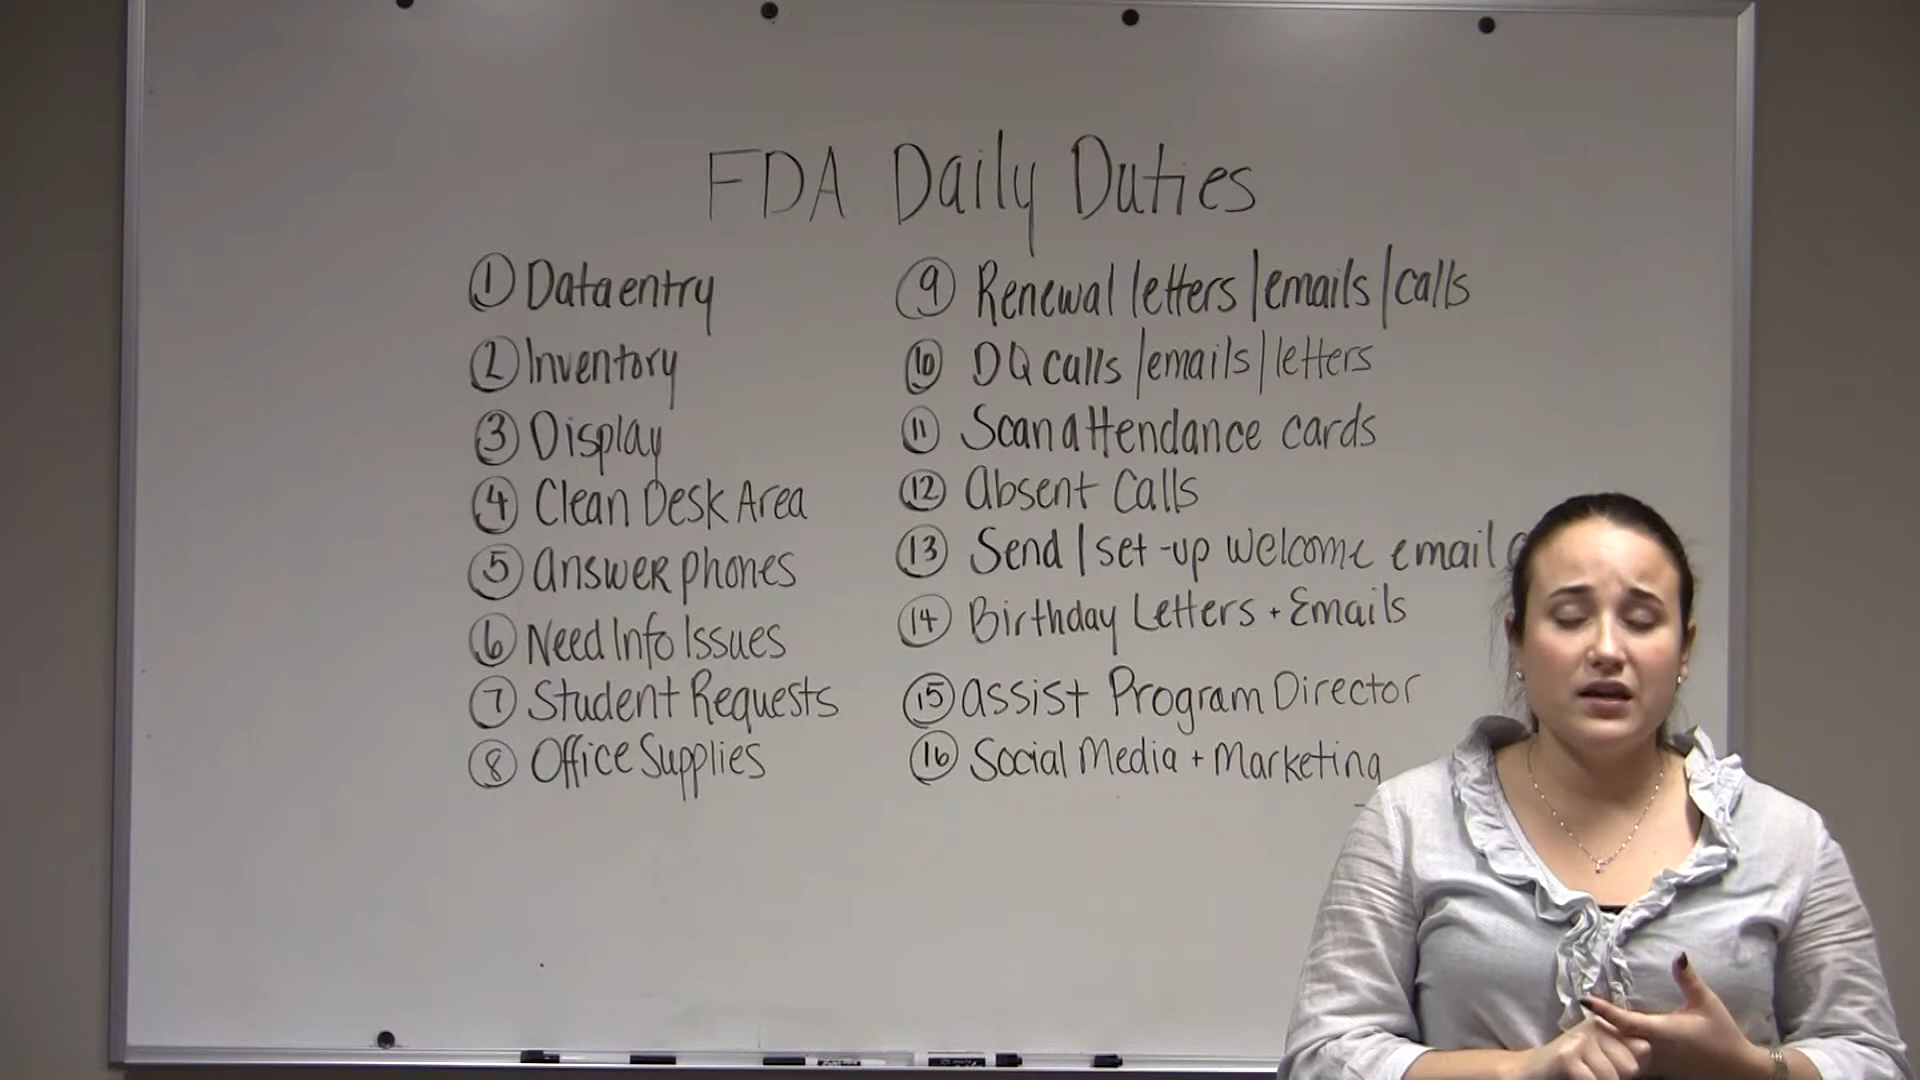 FDA Daily Duties
1 Data entry
2 Inventory
3 Display
4 Clean Desk Area
5 Answer phones
6 Need Info Issues
7 Student Requests
8 Office Supplies
9 Renewal letters/emails/calls
10 DQ calls/emails/letters
11 Scan attendance cards
12 Absent Calls
13 Send/set-up welcome email
14 Birthday Letters + Emails
15 Assist Program Director
16 Social Media + Marketing